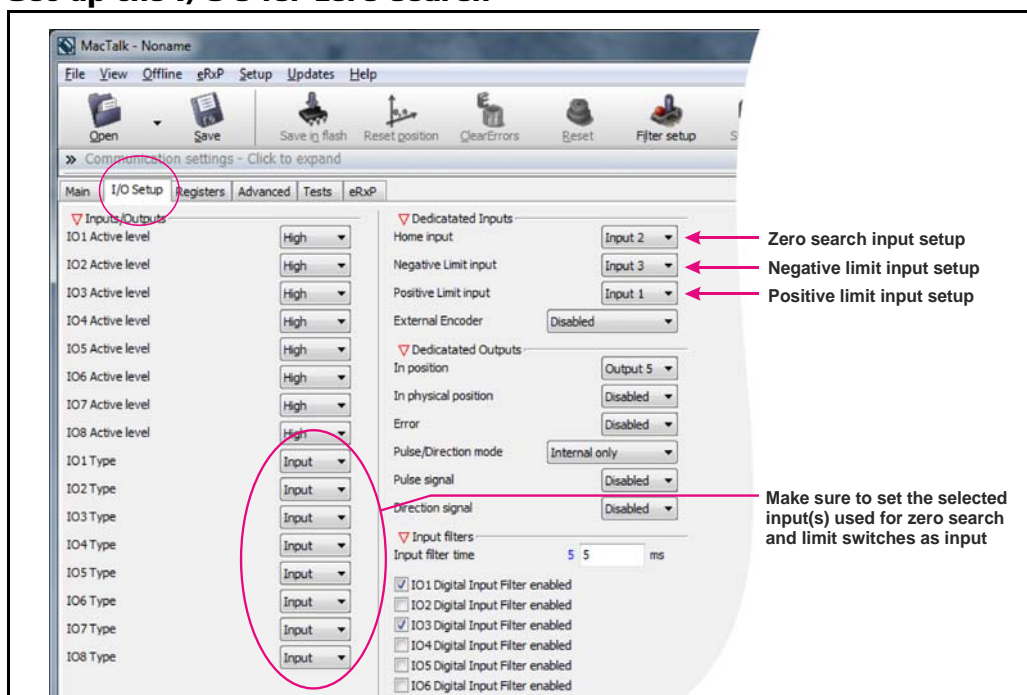 MacTalk - Noname
File View Offline eRxP Setup Updates Help
Open Save Save in flash Reset position ClearErrors Reset Filter setup
» Communication settings - Click to expand
Main I/O Setup Registers Advanced Tests eRxP
Inputs/Outputs
IO1 Active level High
IO2 Active level High
IO3 Active level High
IO4 Active level High
IO5 Active level High
IO6 Active level High
IO7 Active level High
IO8 Active level High
IO1 Type Input
IO2 Type Input
IO3 Type Input
IO4 Type Input
IO5 Type Input
IO6 Type Input
IO7 Type Input
IO8 Type Input
Dedicatated Inputs
Home input Input 2
Negative Limit input Input 3
Positive Limit input Input 1
External Encoder Disabled
Dedicatated Outputs
In position Output 5
In physical position Disabled
Error Disabled
Pulse/Direction mode Internal only
Pulse signal Disabled
Direction signal Disabled
Input filters
Input filter time 5 5 ms
IO1 Digital Input Filter enabled
IO2 Digital Input Filter enabled
IO3 Digital Input Filter enabled
IO4 Digital Input Filter enabled
IO5 Digital Input Filter enabled
IO6 Digital Input Filter enabled
Zero search input setup
Negative limit input setup
Positive limit input setup
Make sure to set the selected
input(s) used for zero search
and limit switches as input